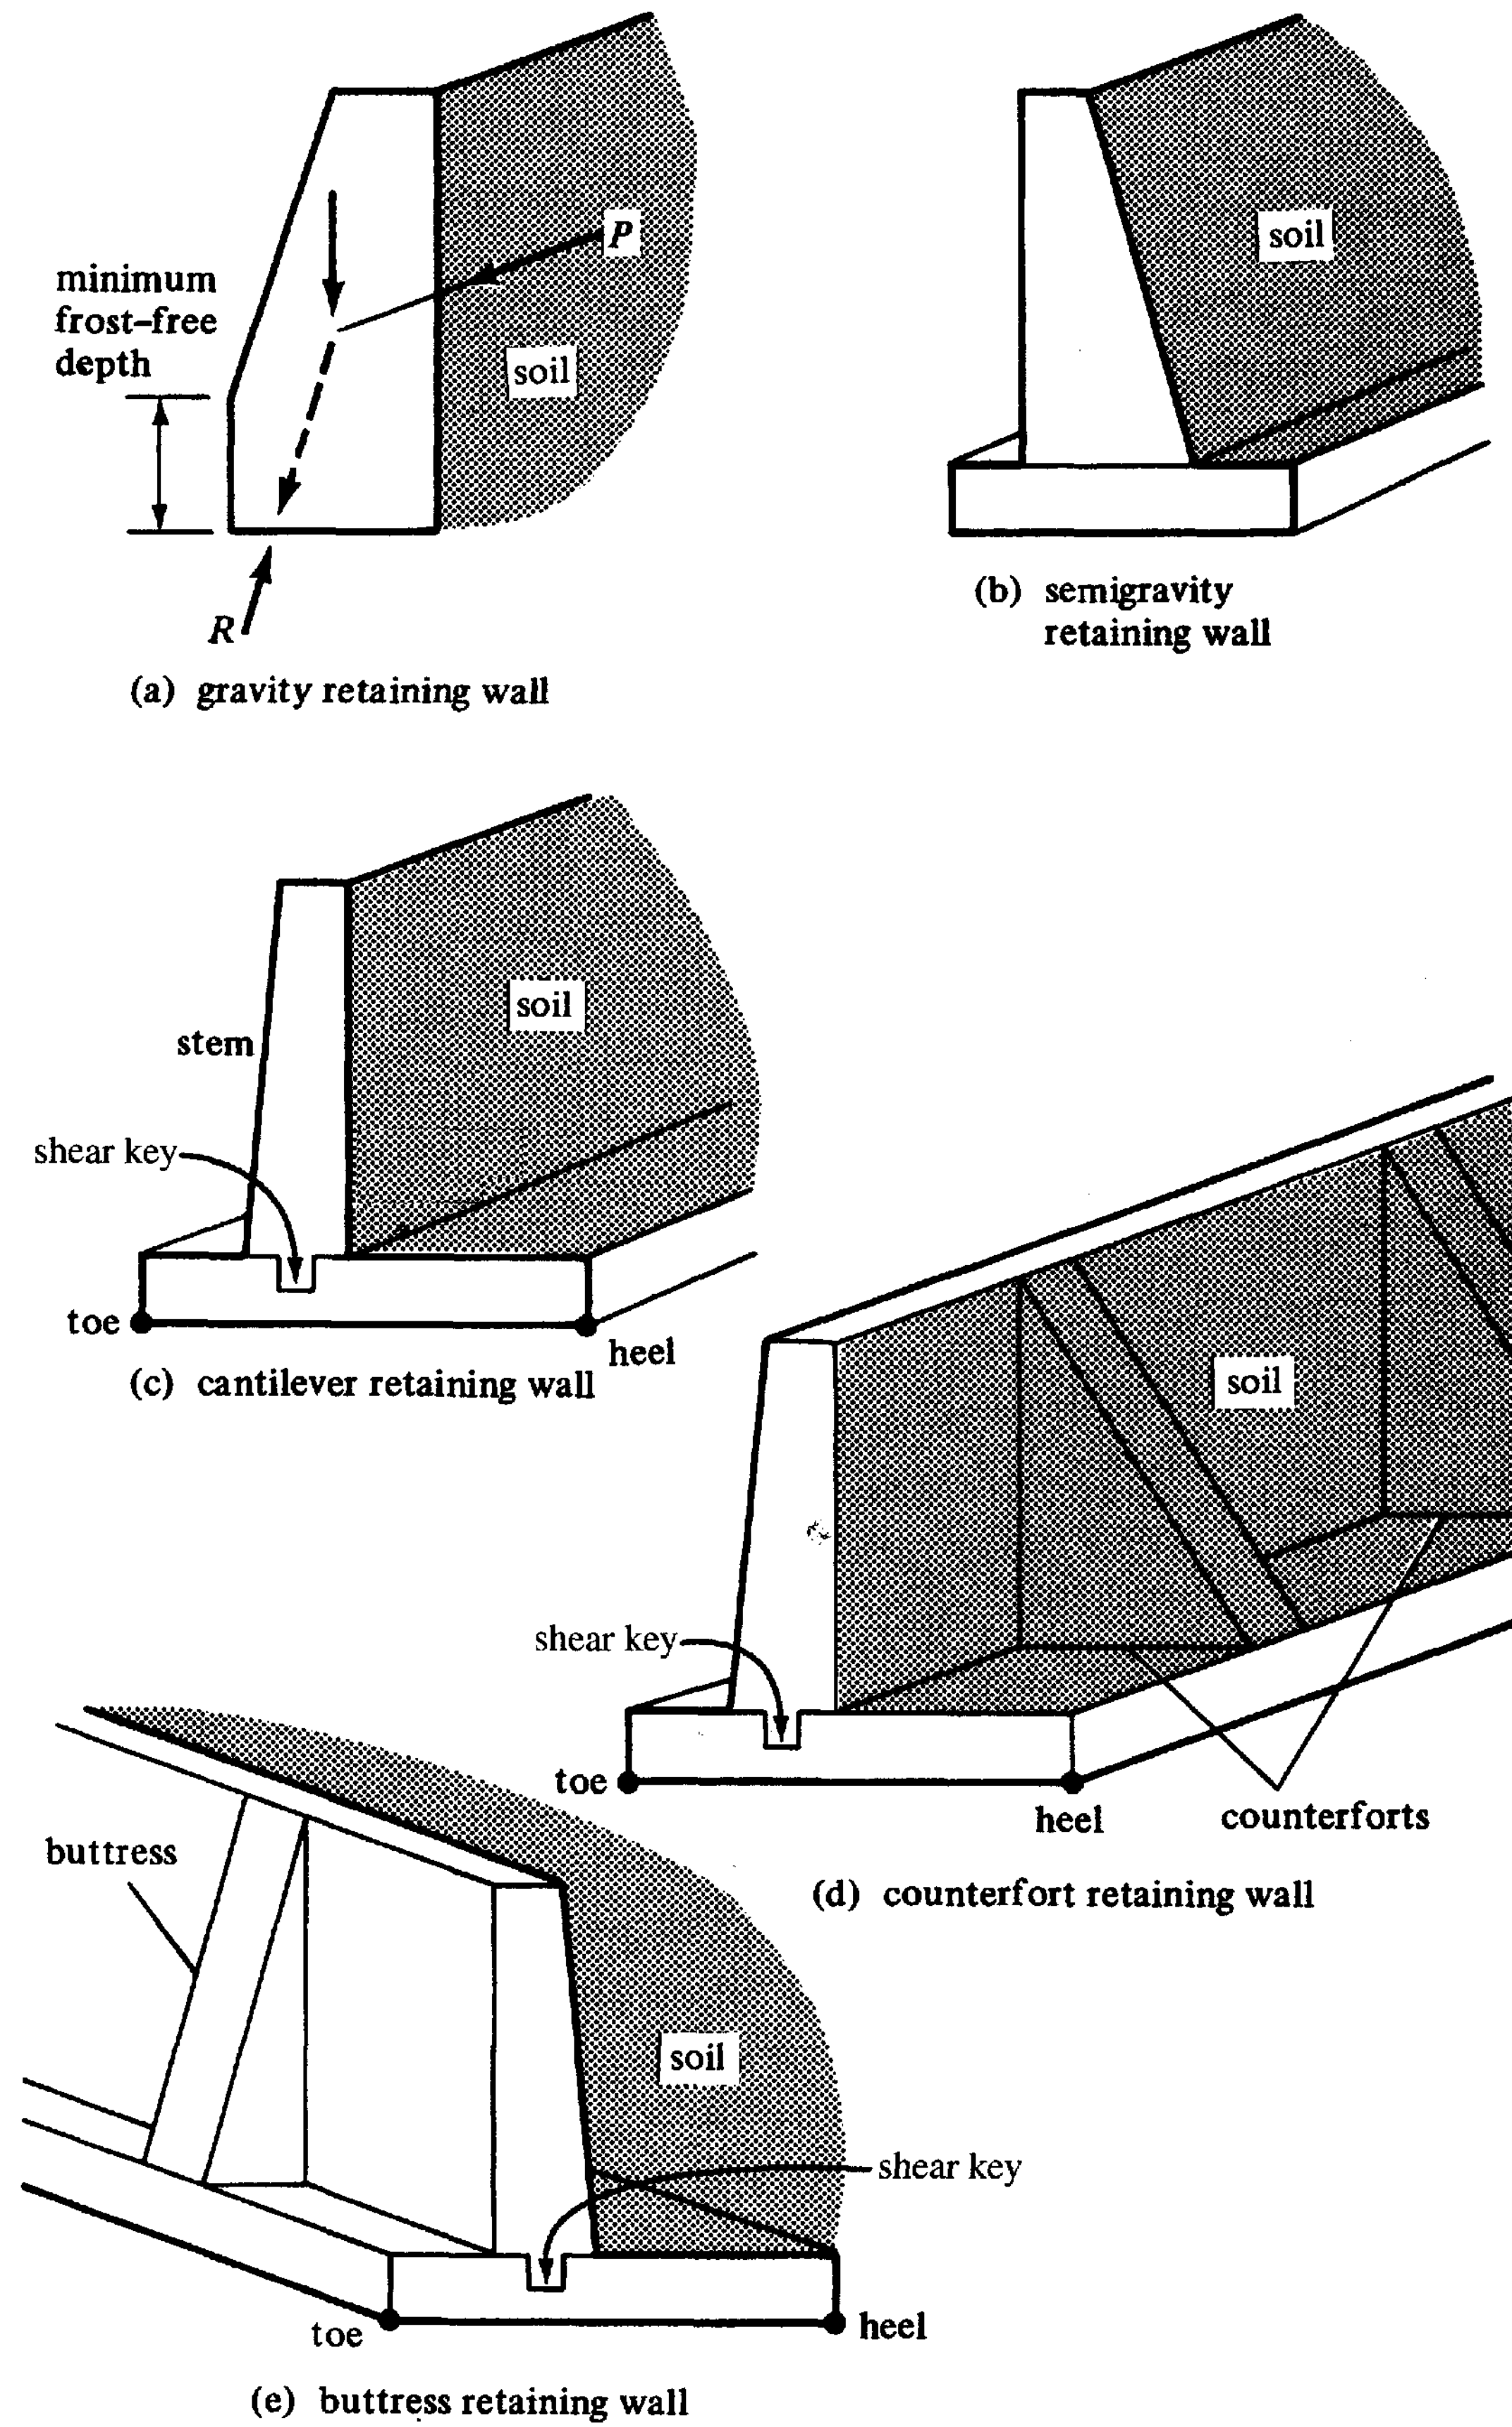 minimum
frost-free
depth
P
soil
R
(a) gravity retaining wall
soil
(b) semigravity
retaining wall
soil
stem
shear key
toe
heel
(c) cantilever retaining wall
soil
shear key
toe
heel
counterforts
(d) counterfort retaining wall
buttress
soil
shear key
toe
heel
(e) buttress retaining wall